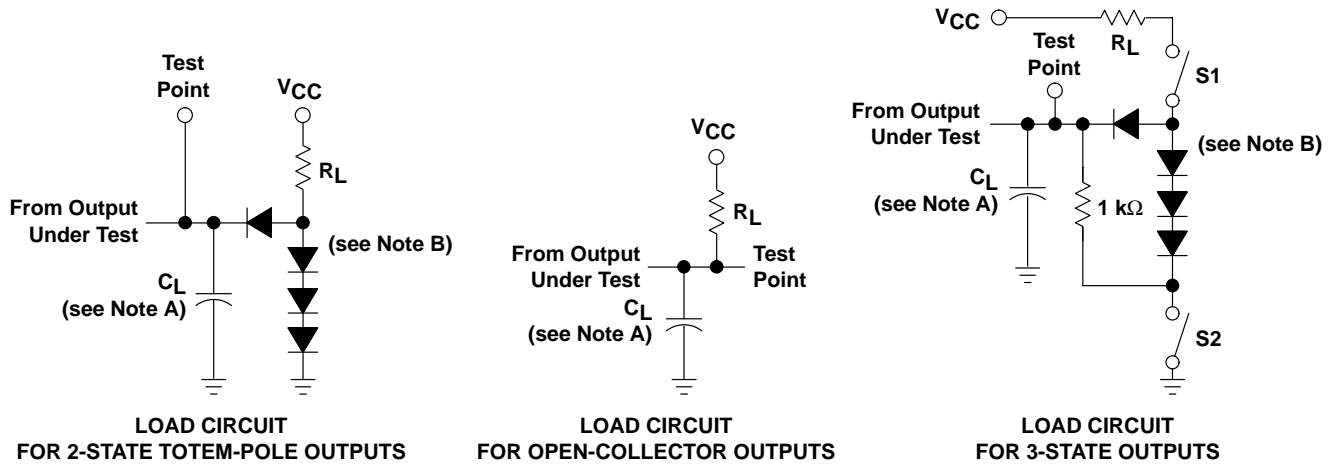 Test
Point
VCC
RL
From Output
Under Test
(see Note B)
CL
(see Note A)
LOAD CIRCUIT
FOR 2-STATE TOTEM-POLE OUTPUTS
VCC
RL
From Output
Under Test
Test
Point
CL
(see Note A)
LOAD CIRCUIT
FOR OPEN-COLLECTOR OUTPUTS
VCC
RL
Test
Point
S1
From Output
Under Test
(see Note B)
CL
(see Note A)
1 kΩ
S2
LOAD CIRCUIT
FOR 3-STATE OUTPUTS